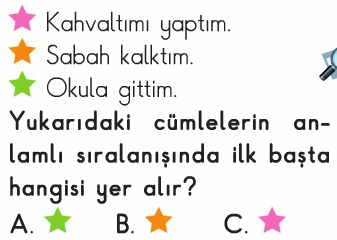 Kahvaltımı yaptım.
Sabah kalktım.
Okula gittim.
Yukarıdaki cümlelerin an-
lamlı sıralanışında ilk başta
hangisi yer alır?
A. B. C.